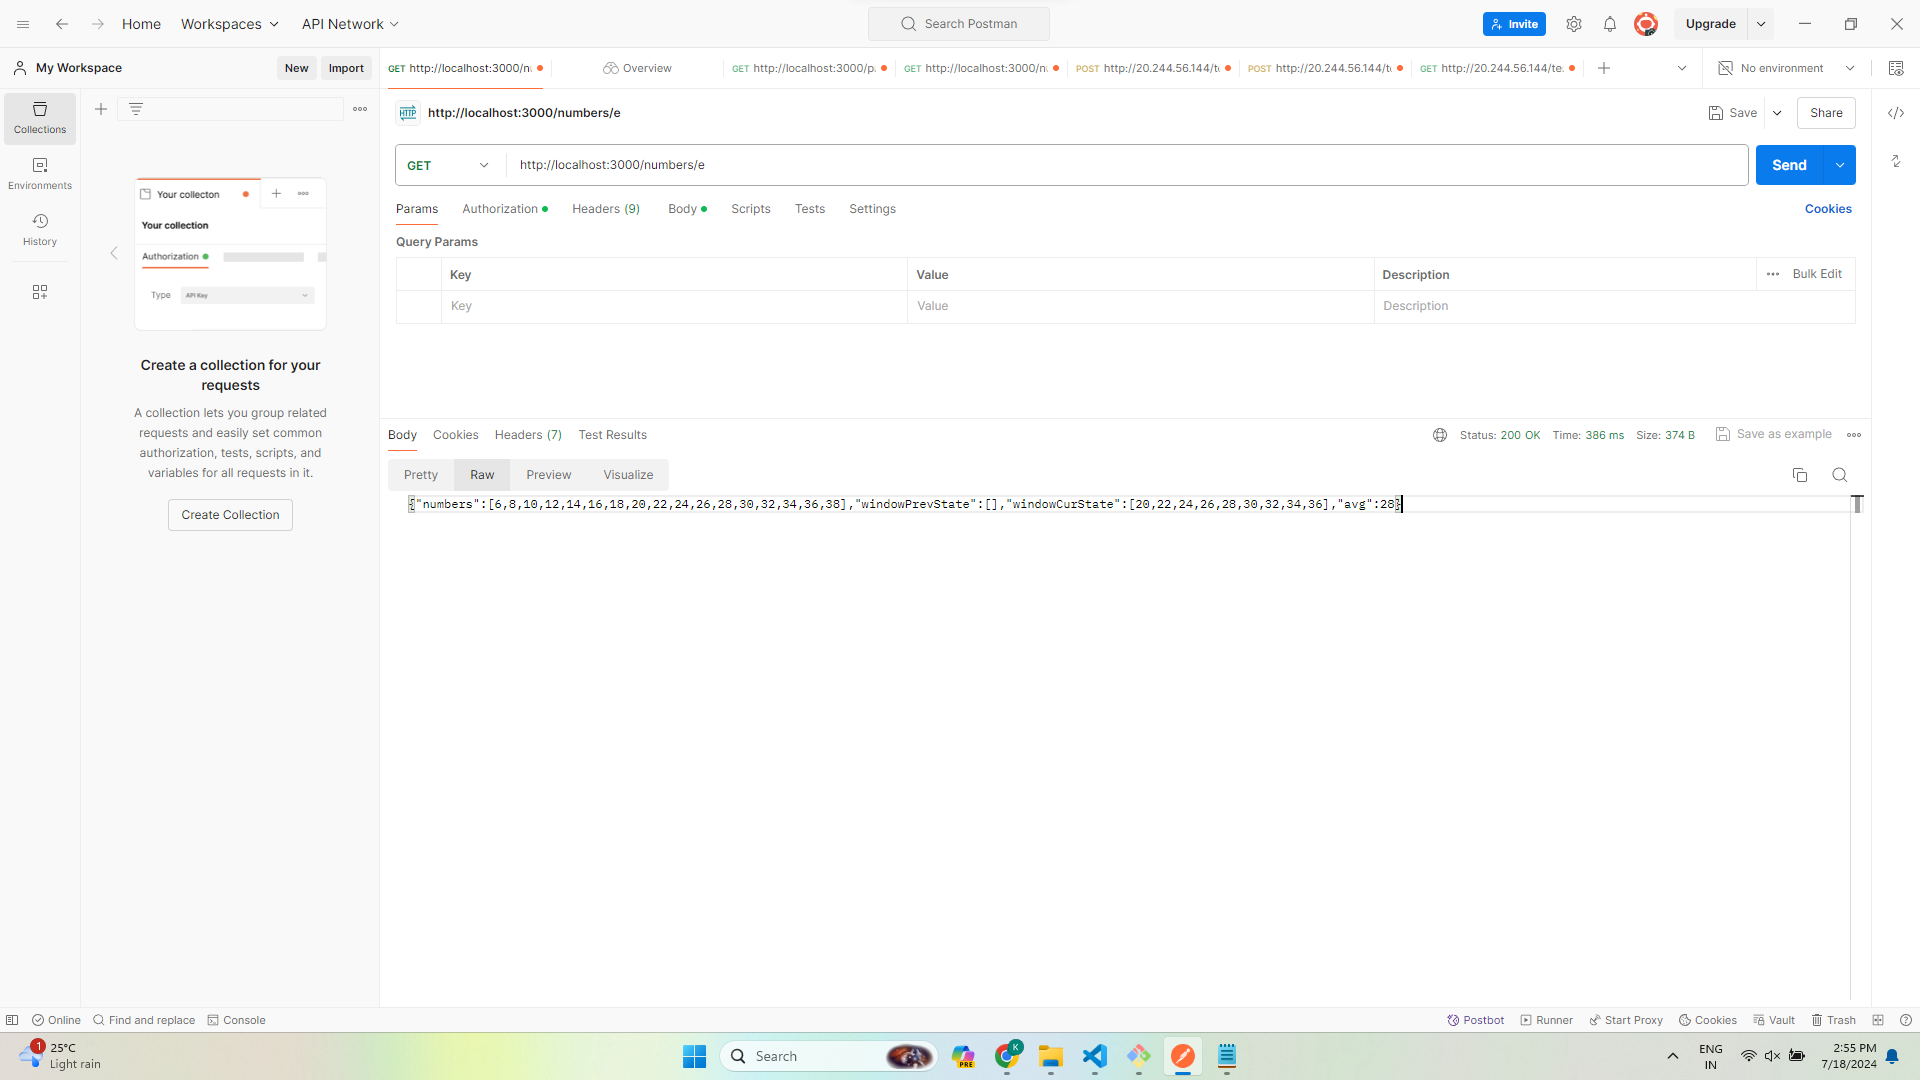 Home Workspaces API Network Search Postman Invite Upgrade
My Workspace New Import GET http://localhost:3000/n Overview GET http://localhost:3000/p GET http://localhost:3000/n POST http://20.244.56.144/t POST http://20.244.56.144/t GET http://20.244.56.144/te. No environment
Collections
Environments
History
Your collecton
Your collection
Authorization
Type API Key
Create a collection for your
requests
A collection lets you group related
requests and easily set common
authorization, tests, scripts, and
variables for all requests in it.
Create Collection
HTTP http://localhost:3000/numbers/e Save Share
GET http://localhost:3000/numbers/e Send
Params Authorization Headers (9) Body Scripts Tests Settings Cookies
Query Params
Key Value Description Bulk Edit
Key Value Description
Body Cookies Headers (7) Test Results Status: 200 OK Time: 386 ms Size: 374 B Save as example
Pretty Raw Preview Visualize
{"numbers":[6,8,10,12,14,16,18,20,22,24,26,28,30,32,34,36,38],"windowPrevState":[],"windowCurState":[20,22,24,26,28,30,32,34,36],"avg":28}
Online Find and replace Console Postbot Runner Start Proxy Cookies Vault Trash
1 25°C
Light rain
Search
PRE
K
ENG
IN
2:55 PM
7/18/2024